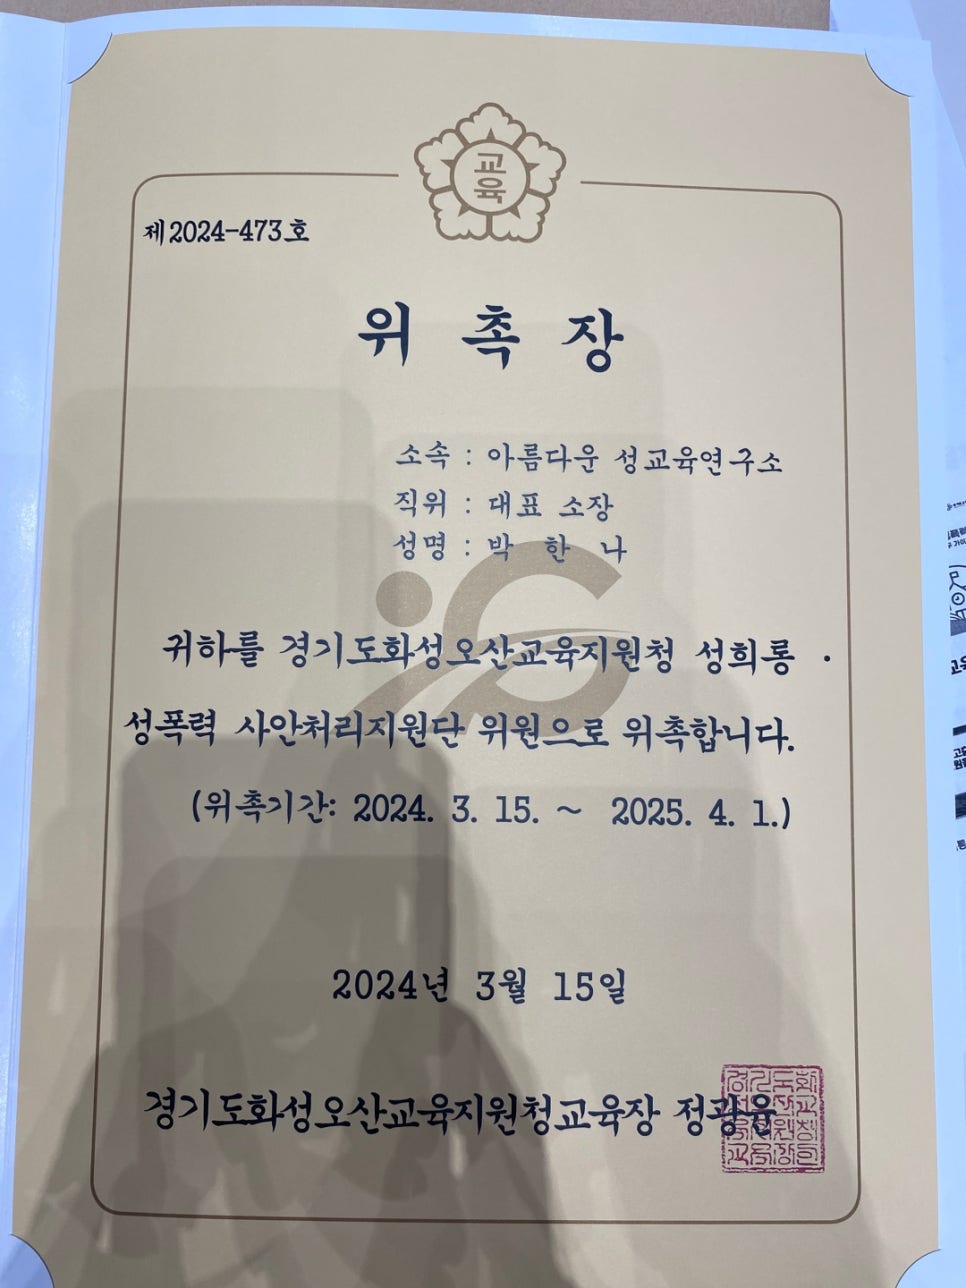 교육
제2024-473호
위 촉 장
소속 : 아름다운 성교육연구소
직위 : 대표 소장
성명 : 박 한 나
귀하를 경기도화성오산교육지원청 성희롱 ·
성폭력 사안처리지원단 위원으로 위촉합니다.
(위촉기간: 2024. 3. 15. ~ 2025. 4. 1.)
2024년 3월 15일
경기도화성오산교육지원청교육장 정광윤